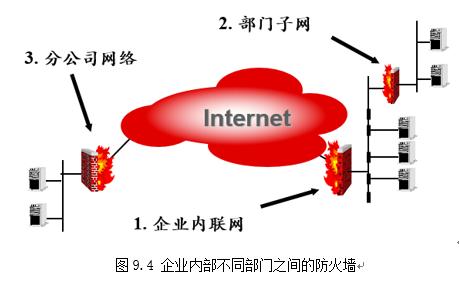 2. 部门子网
3. 分公司网络
Internet
1. 企业内联网
图 9.4 企业内部不同部门之间的防火墙